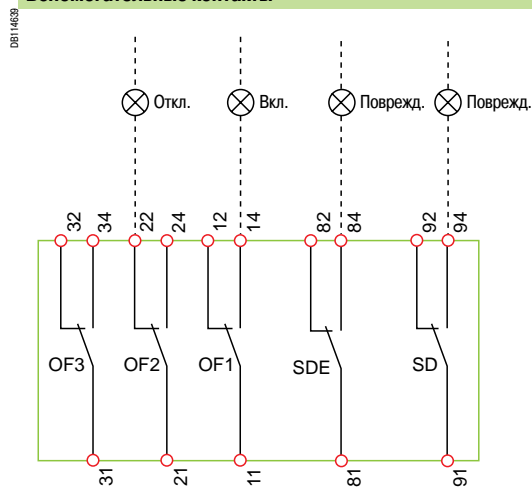 Вспомогательные контакты
DB114639
Откл. Вкл. Поврежд. Поврежд.
32 34 22 24 12 14 82 84 92 94
OF3 OF2 OF1 SDE SD
31 21 11 81 91